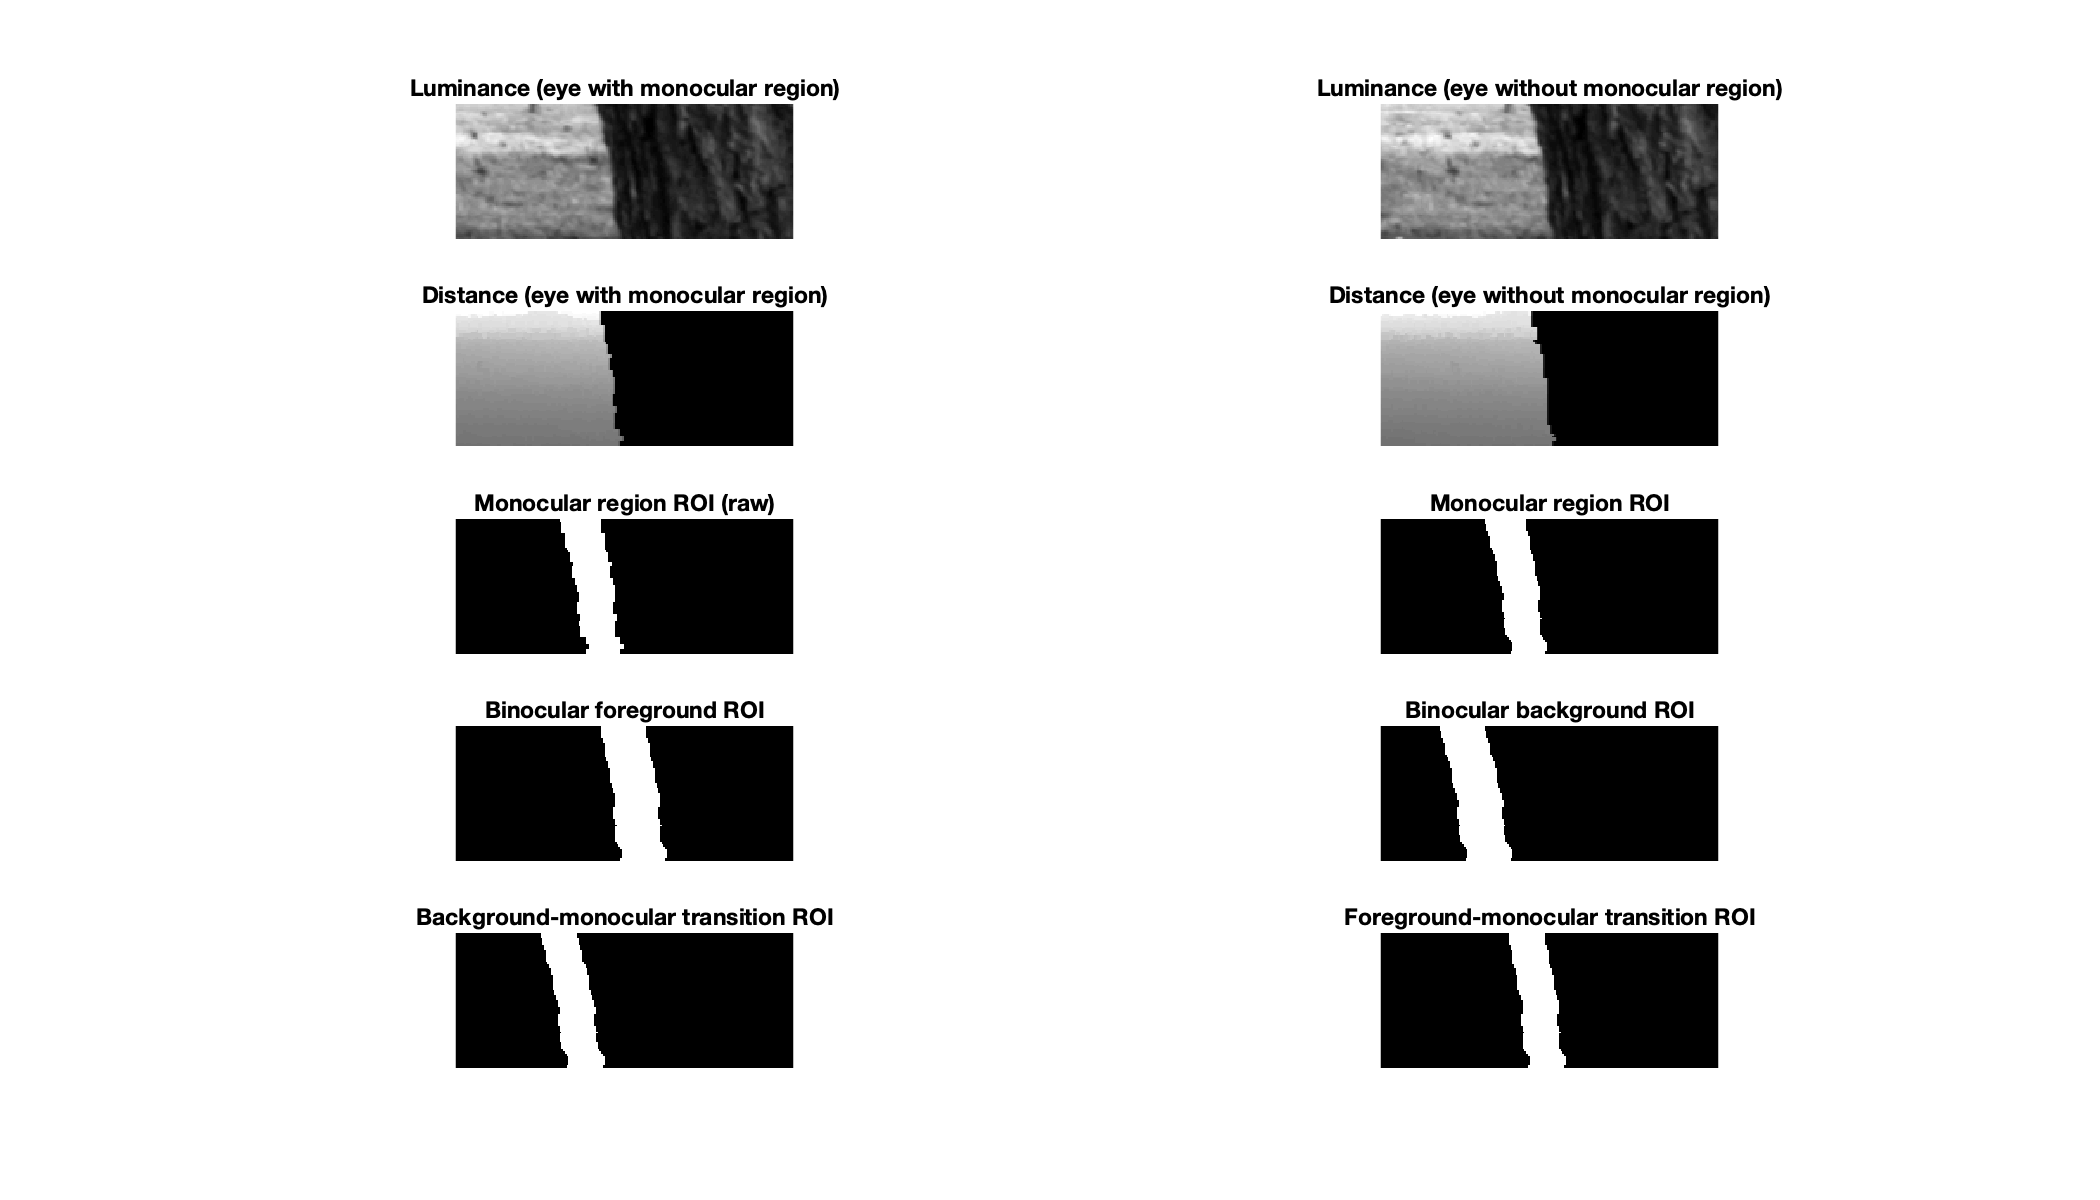 Luminance (eye with monocular region)
Luminance (eye without monocular region)
Distance (eye with monocular region)
Distance (eye without monocular region)
Monocular region ROI (raw)
Monocular region ROI
Binocular foreground ROI
Binocular background ROI
Background-monocular transition ROI
Foreground-monocular transition ROI